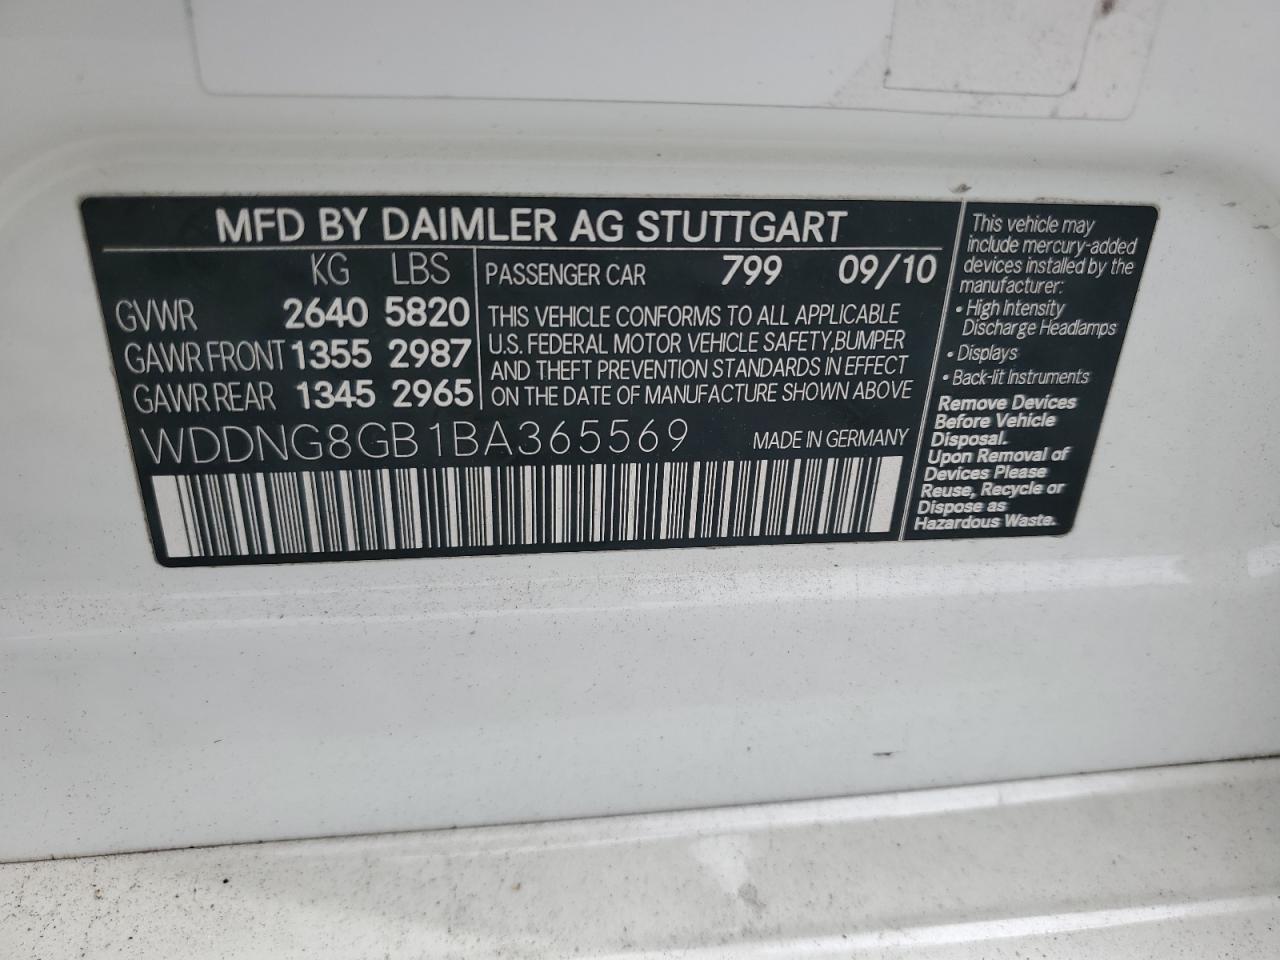 MFD BY DAIMLER AG STUTTGART
KG LBS
GVWR 2640 5820
GAWR FRONT 1355 2987
GAWR REAR 1345 2965
PASSENGER CAR 799 09/10
THIS VEHICLE CONFORMS TO ALL APPLICABLE
U.S. FEDERAL MOTOR VEHICLE SAFETY,BUMPER
AND THEFT PREVENTION STANDARDS IN EFFECT
ON THE DATE OF MANUFACTURE SHOWN ABOVE
WDDNG8GB1BA365569 MADE IN GERMANY
This vehicle may
include mercury-added
devices installed by the
manufacturer:
• High Intensity
Discharge Headlamps
• Displays
• Back-lit Instruments
Remove Devices
Before Vehicle
Disposal.
Upon Removal of
Devices Please
Reuse, Recycle or
Dispose as
Hazardous Waste.